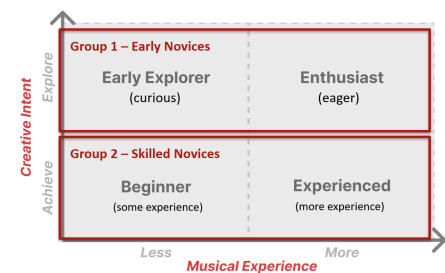 Group 1 – Early Novices
Early Explorer
(curious)
Enthusiast
(eager)
Group 2 – Skilled Novices
Beginner
(some experience)
Experienced
(more experience)
Creative Intent
Explore
Achieve
Less
More
Musical Experience